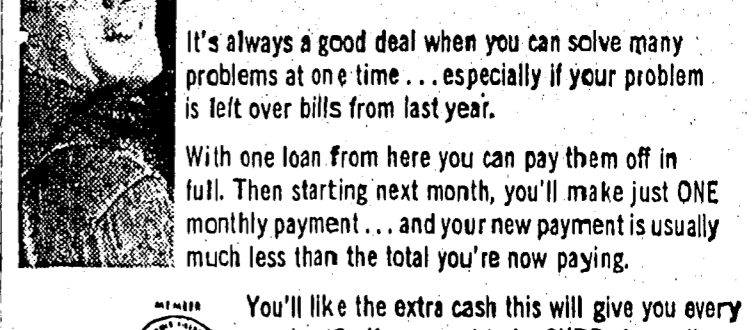 It's always a good deal when you can solve many
problems at one time... especially if your problem
is left over bills from last year.
With one loan from here you can pay them off in
full. Then starting next month, you'll make just ONE
monthly payment... and your new payment is usually
much less than the total you're now paying.
MEMBER
You'll like the extra cash this will give you every